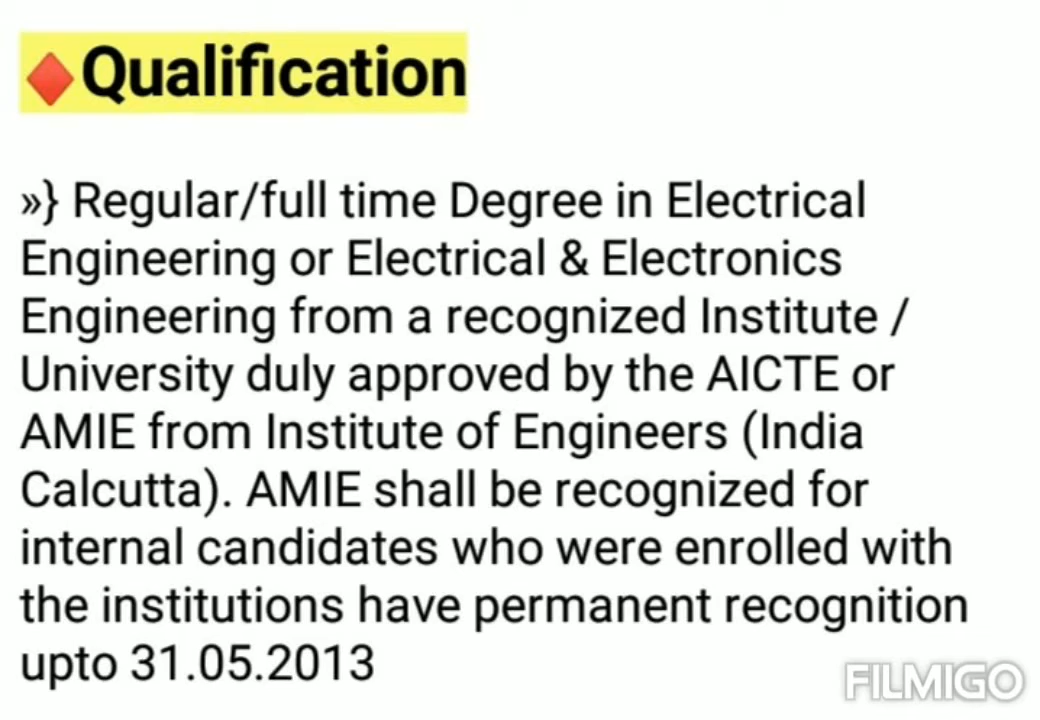 ♦Qualification
»} Regular/full time Degree in Electrical
Engineering or Electrical & Electronics
Engineering from a recognized Institute /
University duly approved by the AICTE or
AMIE from Institute of Engineers (India
Calcutta). AMIE shall be recognized for
internal candidates who were enrolled with
the institutions have permanent recognition
upto 31.05.2013
FILMIGO